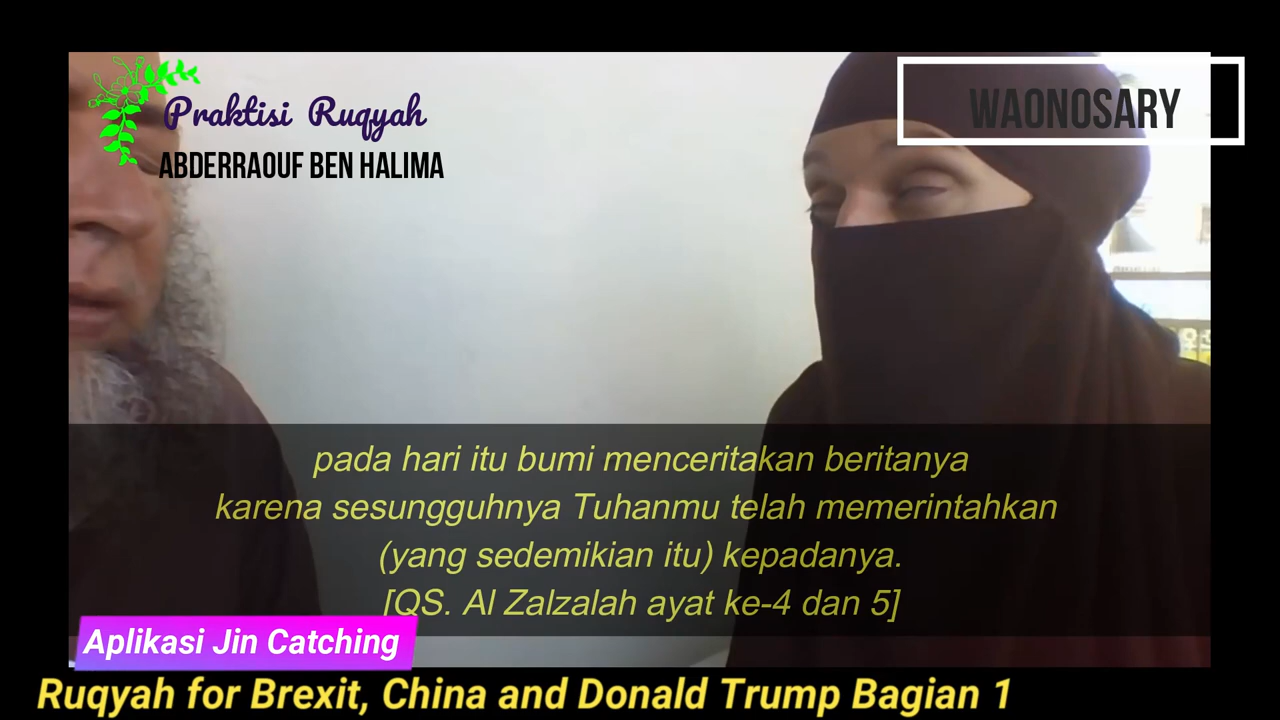 Praktisi Ruqyah
ABDERRAOUF BEN HALIMA
WAONOSARY
pada hari itu bumi menceritakan beritanya
karena sesungguhnya Tuhanmu telah memerintahkan
(yang sedemikian itu) kepadanya.
[QS. Al Zalzalah ayat ke-4 dan 5]
Aplikasi Jin Catching
Ruqyah for Brexit, China and Donald Trump Bagian 1